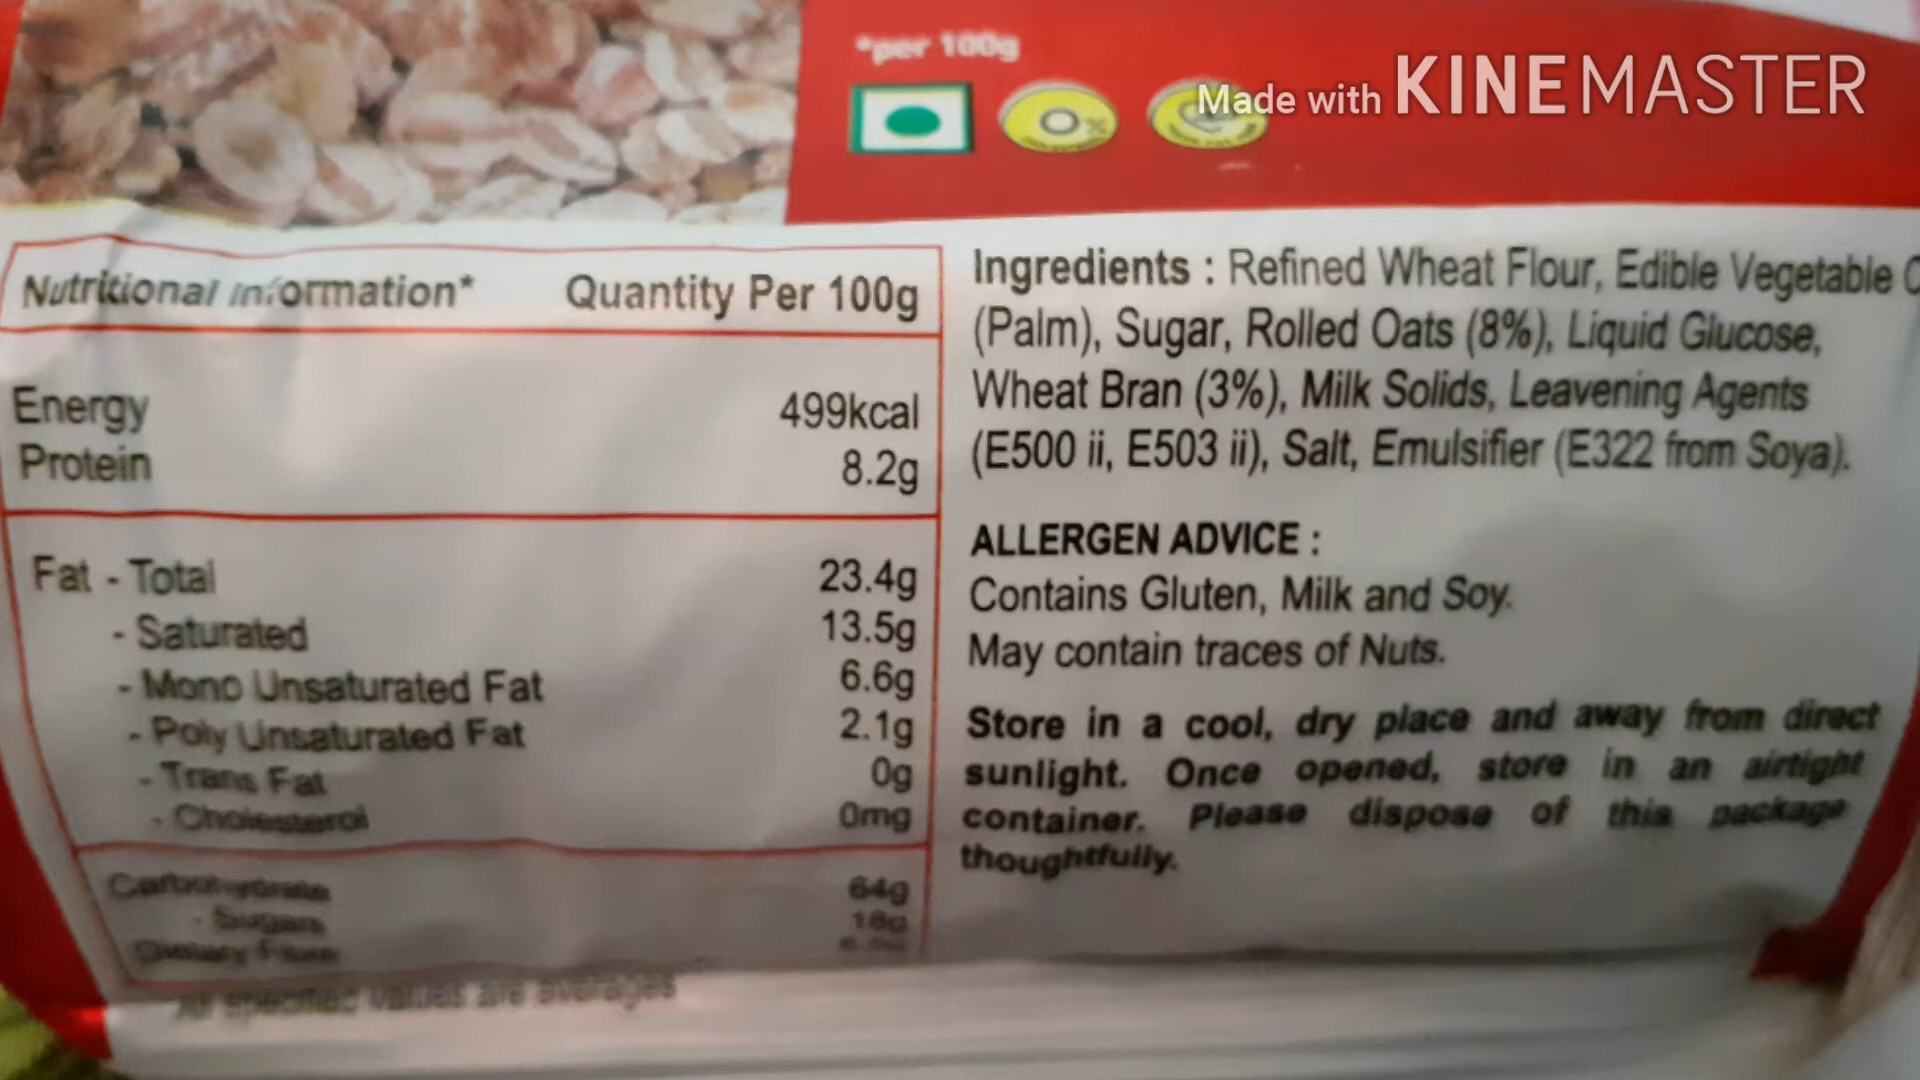 *per 100g
Made with KINEMASTER
Nutritional Information* Quantity Per 100g
Energy 499kcal
Protein 8.2g
Fat - Total 23.4g
- Saturated 13.5g
- Mono Unsaturated Fat 6.6g
- Poly Unsaturated Fat 2.1g
- Trans Fat 0g
- Cholesterol 0mg
Carbohydrate 64g
- Sugars
Dietary Fibre
All specified values are averages
Ingredients : Refined Wheat Flour, Edible Vegetable
(Palm), Sugar, Rolled Oats (8%), Liquid Glucose,
Wheat Bran (3%), Milk Solids, Leavening Agents
(E500 ii, E503 ii), Salt, Emulsifier (E322 from Soya).
ALLERGEN ADVICE :
Contains Gluten, Milk and Soy.
May contain traces of Nuts.
Store in a cool, dry place and away from direct
sunlight. Once opened, store in an airtight
container. Please dispose of this package
thoughtfully.